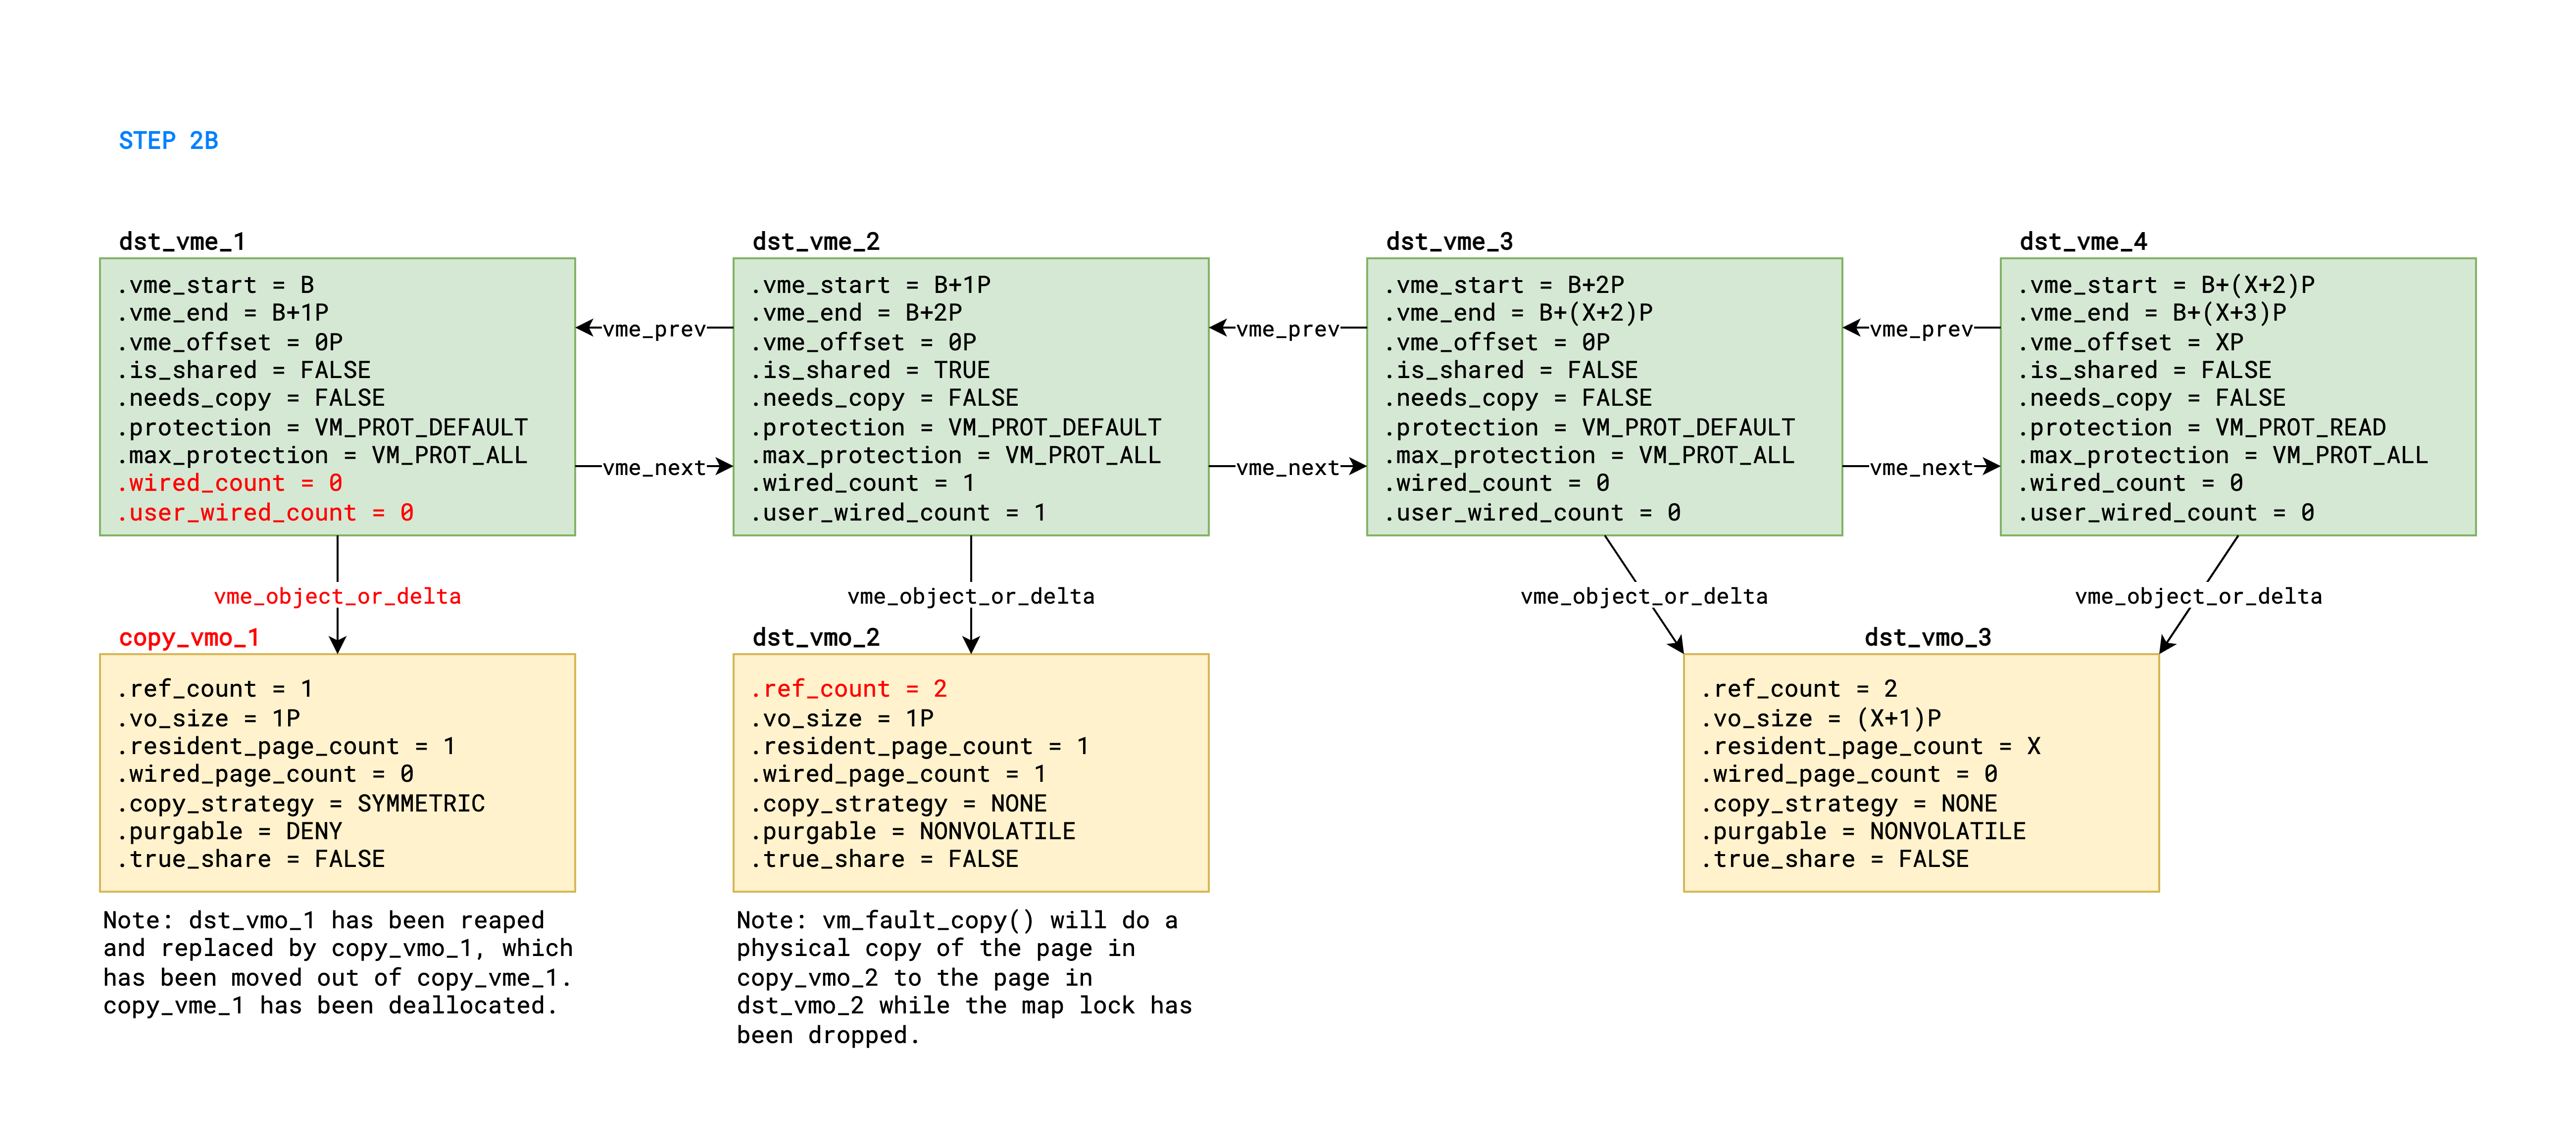 STEP 2B
dst_vme_1
.vme_start = B
.vme_end = B+1P
.vme_offset = 0P
.is_shared = FALSE
.needs_copy = FALSE
.protection = VM_PROT_DEFAULT
.max_protection = VM_PROT_ALL
.wired_count = 0
.user_wired_count = 0
vme_prev
vme_next
dst_vme_2
.vme_start = B+1P
.vme_end = B+2P
.vme_offset = 0P
.is_shared = TRUE
.needs_copy = FALSE
.protection = VM_PROT_DEFAULT
.max_protection = VM_PROT_ALL
.wired_count = 1
.user_wired_count = 1
vme_prev
vme_next
dst_vme_3
.vme_start = B+2P
.vme_end = B+(X+2)P
.vme_offset = 0P
.is_shared = FALSE
.needs_copy = FALSE
.protection = VM_PROT_DEFAULT
.max_protection = VM_PROT_ALL
.wired_count = 0
.user_wired_count = 0
vme_prev
vme_next
dst_vme_4
.vme_start = B+(X+2)P
.vme_end = B+(X+3)P
.vme_offset = XP
.is_shared = FALSE
.needs_copy = FALSE
.protection = VM_PROT_READ
.max_protection = VM_PROT_ALL
.wired_count = 0
.user_wired_count = 0
vme_object_or_delta
vme_object_or_delta
vme_object_or_delta
vme_object_or_delta
copy_vmo_1
.ref_count = 1
.vo_size = 1P
.resident_page_count = 1
.wired_page_count = 0
.copy_strategy = SYMMETRIC
.purgable = DENY
.true_share = FALSE
Note: dst_vmo_1 has been reaped
and replaced by copy_vmo_1, which
has been moved out of copy_vme_1.
copy_vme_1 has been deallocated.
dst_vmo_2
.ref_count = 2
.vo_size = 1P
.resident_page_count = 1
.wired_page_count = 1
.copy_strategy = NONE
.purgable = NONVOLATILE
.true_share = FALSE
Note: vm_fault_copy() will do a
physical copy of the page in
copy_vmo_2 to the page in
dst_vmo_2 while the map lock has
been dropped.
dst_vmo_3
.ref_count = 2
.vo_size = (X+1)P
.resident_page_count = X
.wired_page_count = 0
.copy_strategy = NONE
.purgable = NONVOLATILE
.true_share = FALSE